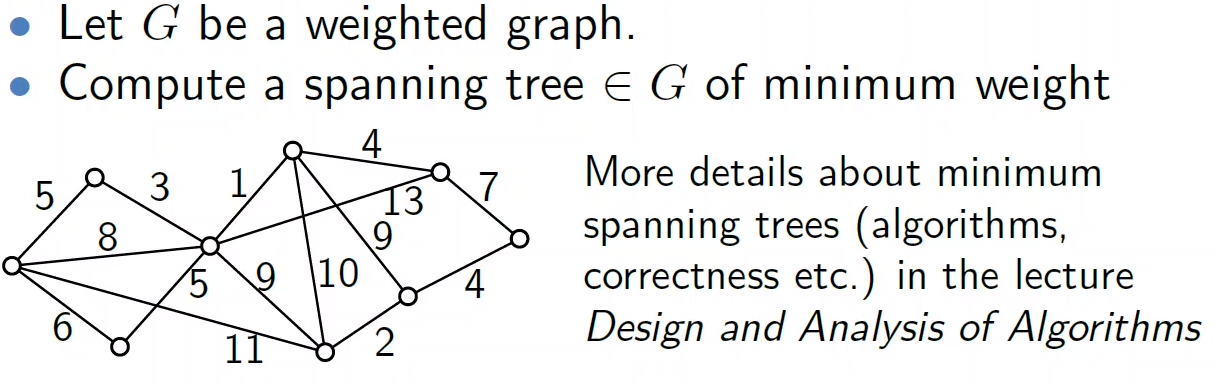 • Let G be a weighted graph.
• Compute a spanning tree ∈ G of minimum weight
4
5
3
1
7
13
8
9
5
9
10
4
6
11
2
More details about minimum
spanning trees (algorithms,
correctness etc.) in the lecture
Design and Analysis of Algorithms